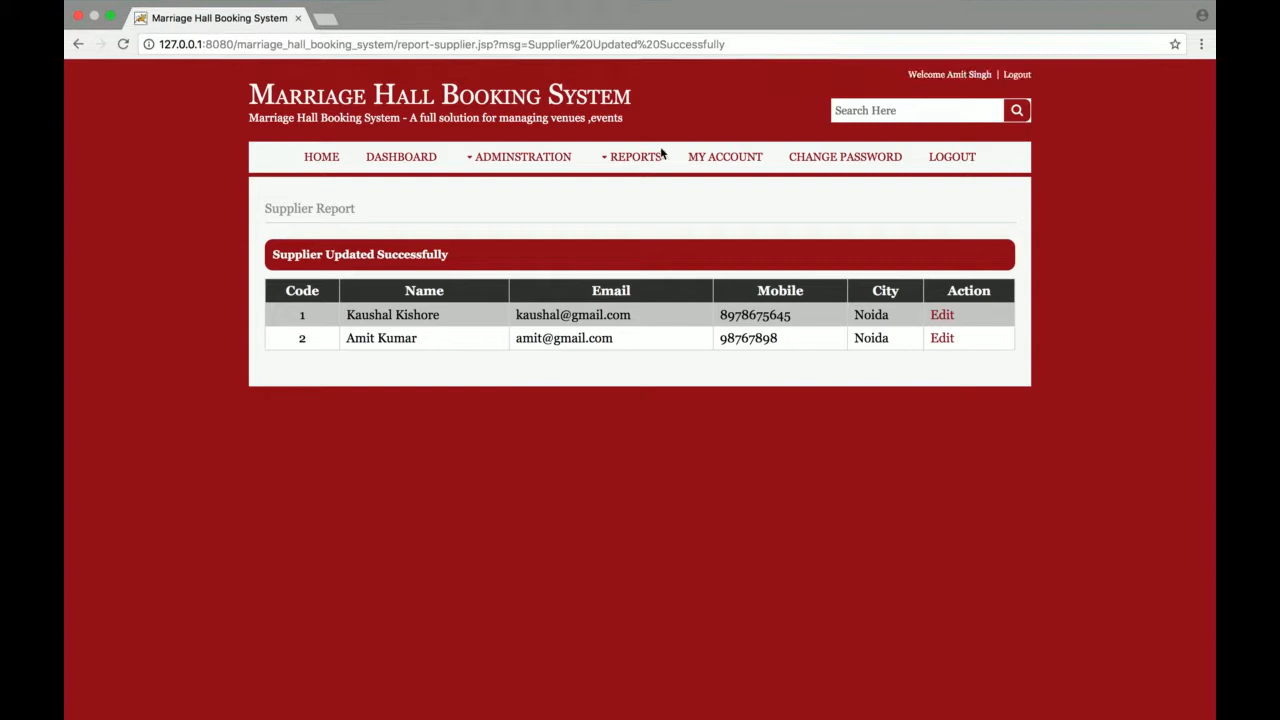 Marriage Hall Booking System
127.0.0.1:8080/marriage_hall_booking_system/report-supplier.jsp?msg=Supplier%20Updated%20Successfully
Welcome Amit Singh | Logout
MARRIAGE HALL BOOKING SYSTEM
Marriage Hall Booking System - A full solution for managing venues ,events
Search Here
HOME DASHBOARD ADMINSTRATION REPORTS MY ACCOUNT CHANGE PASSWORD LOGOUT
Supplier Report
Supplier Updated Successfully
Code Name Email Mobile City Action
1 Kaushal Kishore kaushal@gmail.com 8978675645 Noida Edit
2 Amit Kumar amit@gmail.com 98767898 Noida Edit